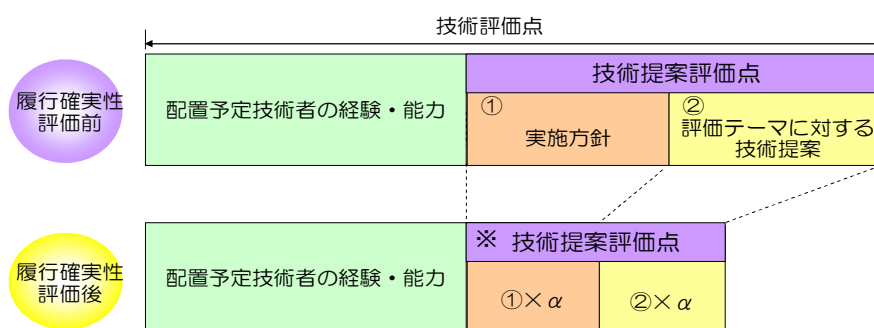 技術評価点
履行確実性
評価前
配置予定技術者の経験・能力
技術提案評価点
①
実施方針
②
評価テーマに対する
技術提案
履行確実性
評価後
配置予定技術者の経験・能力
※ 技術提案評価点
①×α
②×α